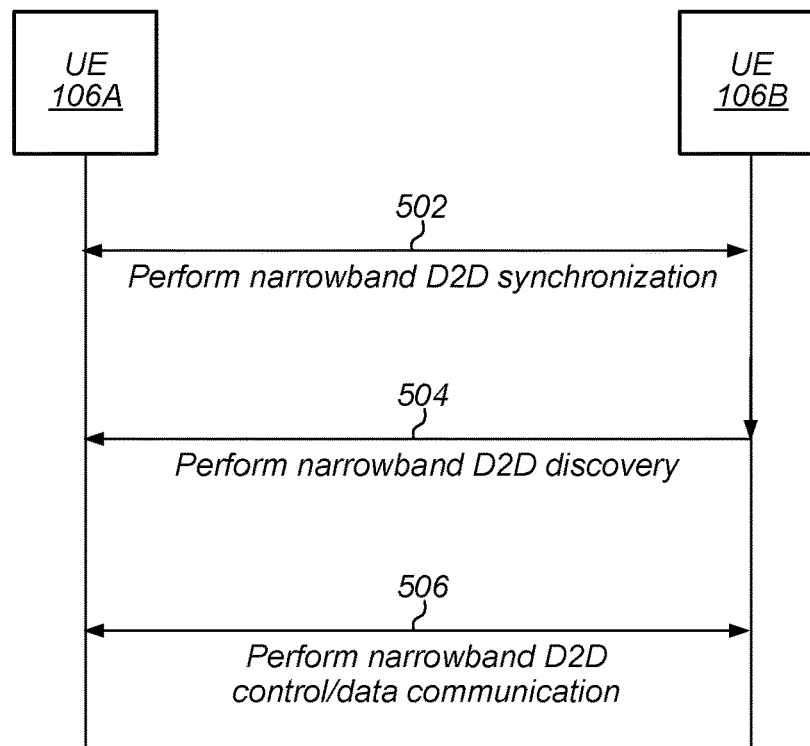 UE
106A
UE
106B
502
Perform narrowband D2D synchronization
504
Perform narrowband D2D discovery
506
Perform narrowband D2D
control/data communication